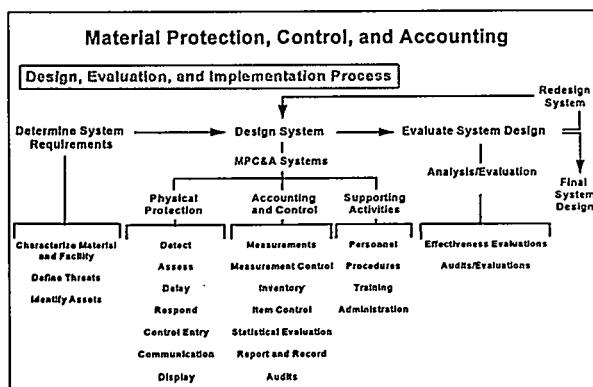 Material Protection, Control, and Accounting
Design, Evaluation, and Implementation Process
Redesign
System
Determine System
Requirements
Design System
Evaluate System Design
MPC&A Systems
Analysis/Evaluation
Final
System
Design
Physical
Protection
Accounting
and Control
Supporting
Activities
Characterize Material
and Facility
Define Threats
Identify Assets
Detect
Assess
Delay
Respond
Control Entry
Communication
Display
Measurements
Measurement Control
Inventory
Item Control
Statistical Evaluation
Report and Record
Audits
Personnel
Procedures
Training
Administration
Effectiveness Evaluations
Audits/Evaluations